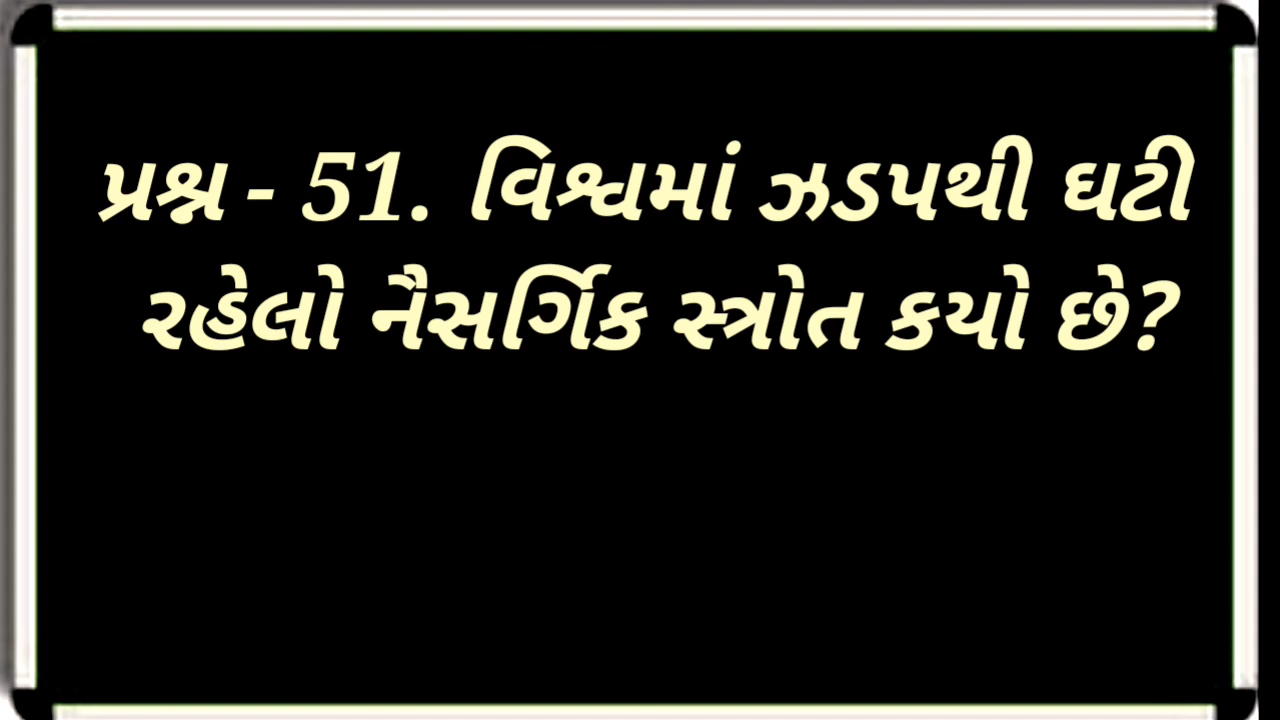 પ્રશ્ન - 51. વિશ્વમાં ઝડપથી ઘટી
રહેલો નૈસર્ગિક સ્ત્રોત કયો છે?